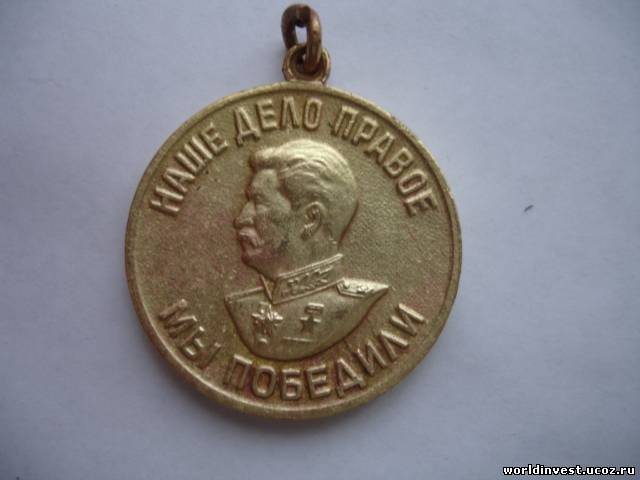 НАШЕ ДЕЛО ПРАВОЕ
МЫ ПОБЕДИЛИ
worldinvest.ucoz.ru